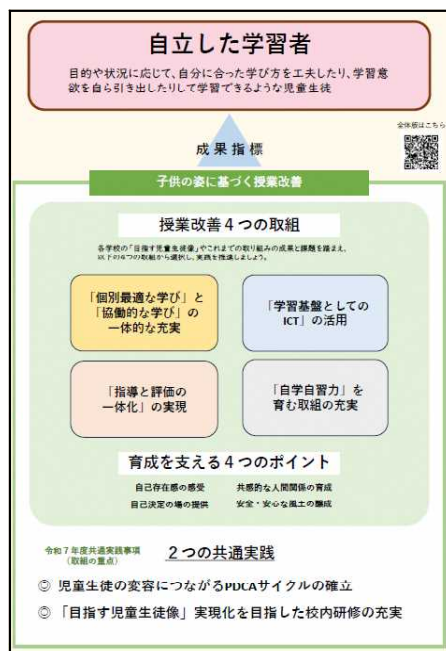 自立した学習者
目的や状況に応じて、自分に合った学び方を工夫したり、学習意
欲を自ら引き出したりして学習できるような児童生徒
全体版はこちら
成果指標
子供の姿に基づく授業改善
授業改善４つの取組
各学校の「目指す児童生徒像」やこれまでの取り組みの成果と課題を踏まえ、
以下の4つの取組から選択し、実践を推進しましょう。
「個別最適な学び」と
「協働的な学び」の
一体的な充実
「学習基盤としての
ICT」の活用
「指導と評価の
一体化」の実現
「自学自習力」を
育む取組の充実
育成を支える４つのポイント
自己存在感の感受
共感的な人間関係の育成
自己決定の場の提供
安全・安心な風土の醸成
令和７年度共通実践事項
（取組の重点）
２つの共通実践
◎ 児童生徒の変容につながるPDCAサイクルの確立
◎ 「目指す児童生徒像」実現化を目指した校内研修の充実